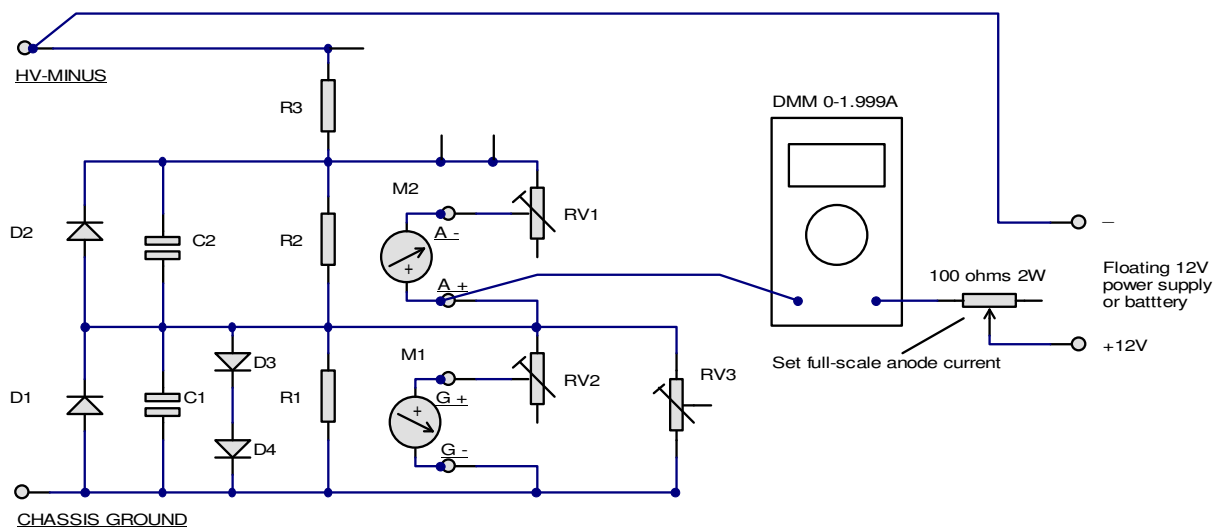 HV-MINUS
R3
DMM 0-1.999A
M2
RV1
D2
C2
R2
A -
–
A +
100 ohms 2W
Floating 12V
power supply
or batttery
+12V
D3
M1
RV2
Set full-scale anode current
RV3
D1
C1
R1
G +
D4
G -
CHASSIS GROUND
+
+